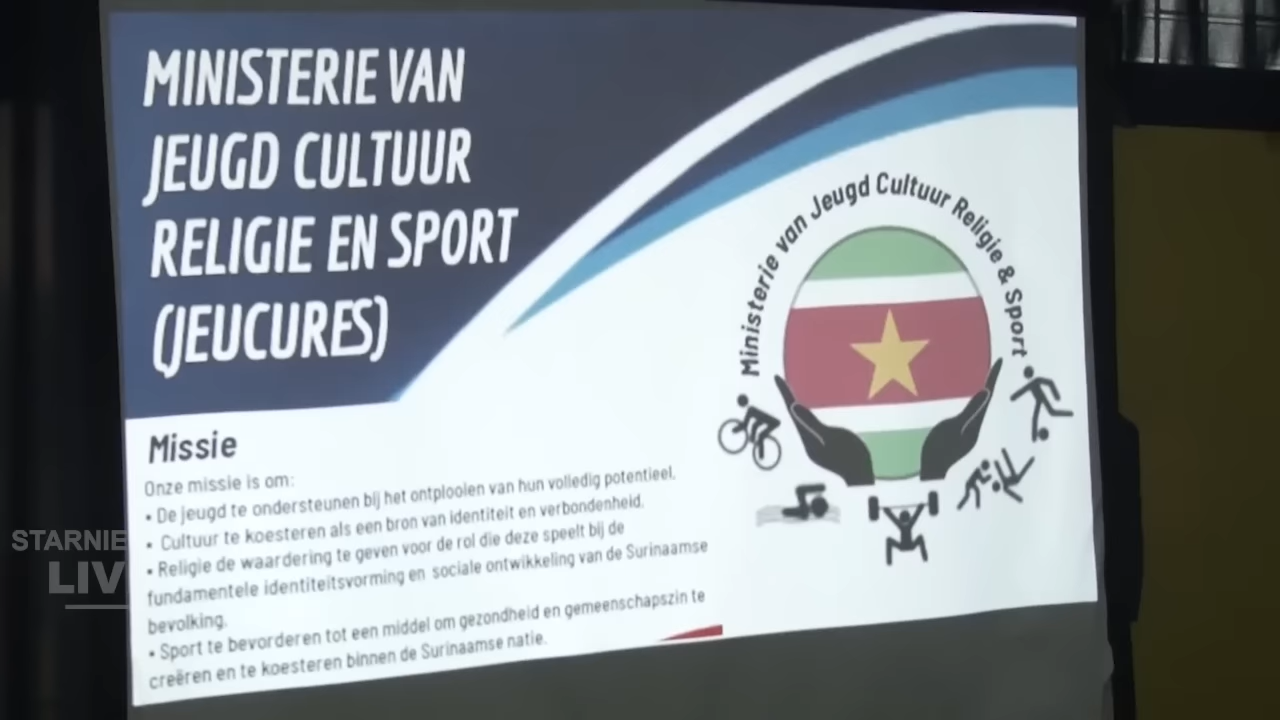 MINISTERIE VAN
JEUGD CULTUUR
RELIGIE EN SPORT
(JEUCURES)
Ministerie van Jeugd Cultuur Religie & Sport
Missie
Onze missie is om:
• De jeugd te ondersteunen bij het ontplooien van hun volledig potentieel.
• Cultuur te koesteren als een bron van identiteit en verbondenheid.
• Religie de waardering te geven voor de rol die deze speelt bij de
fundamentele identiteitsvorming en sociale ontwikkeling van de Surinaamse
bevolking.
• Sport te bevorderen tot een middel om gezondheid en gemeenschapszin te
creëren en te koesteren binnen de Surinaamse natie.
STARNIE
LIV